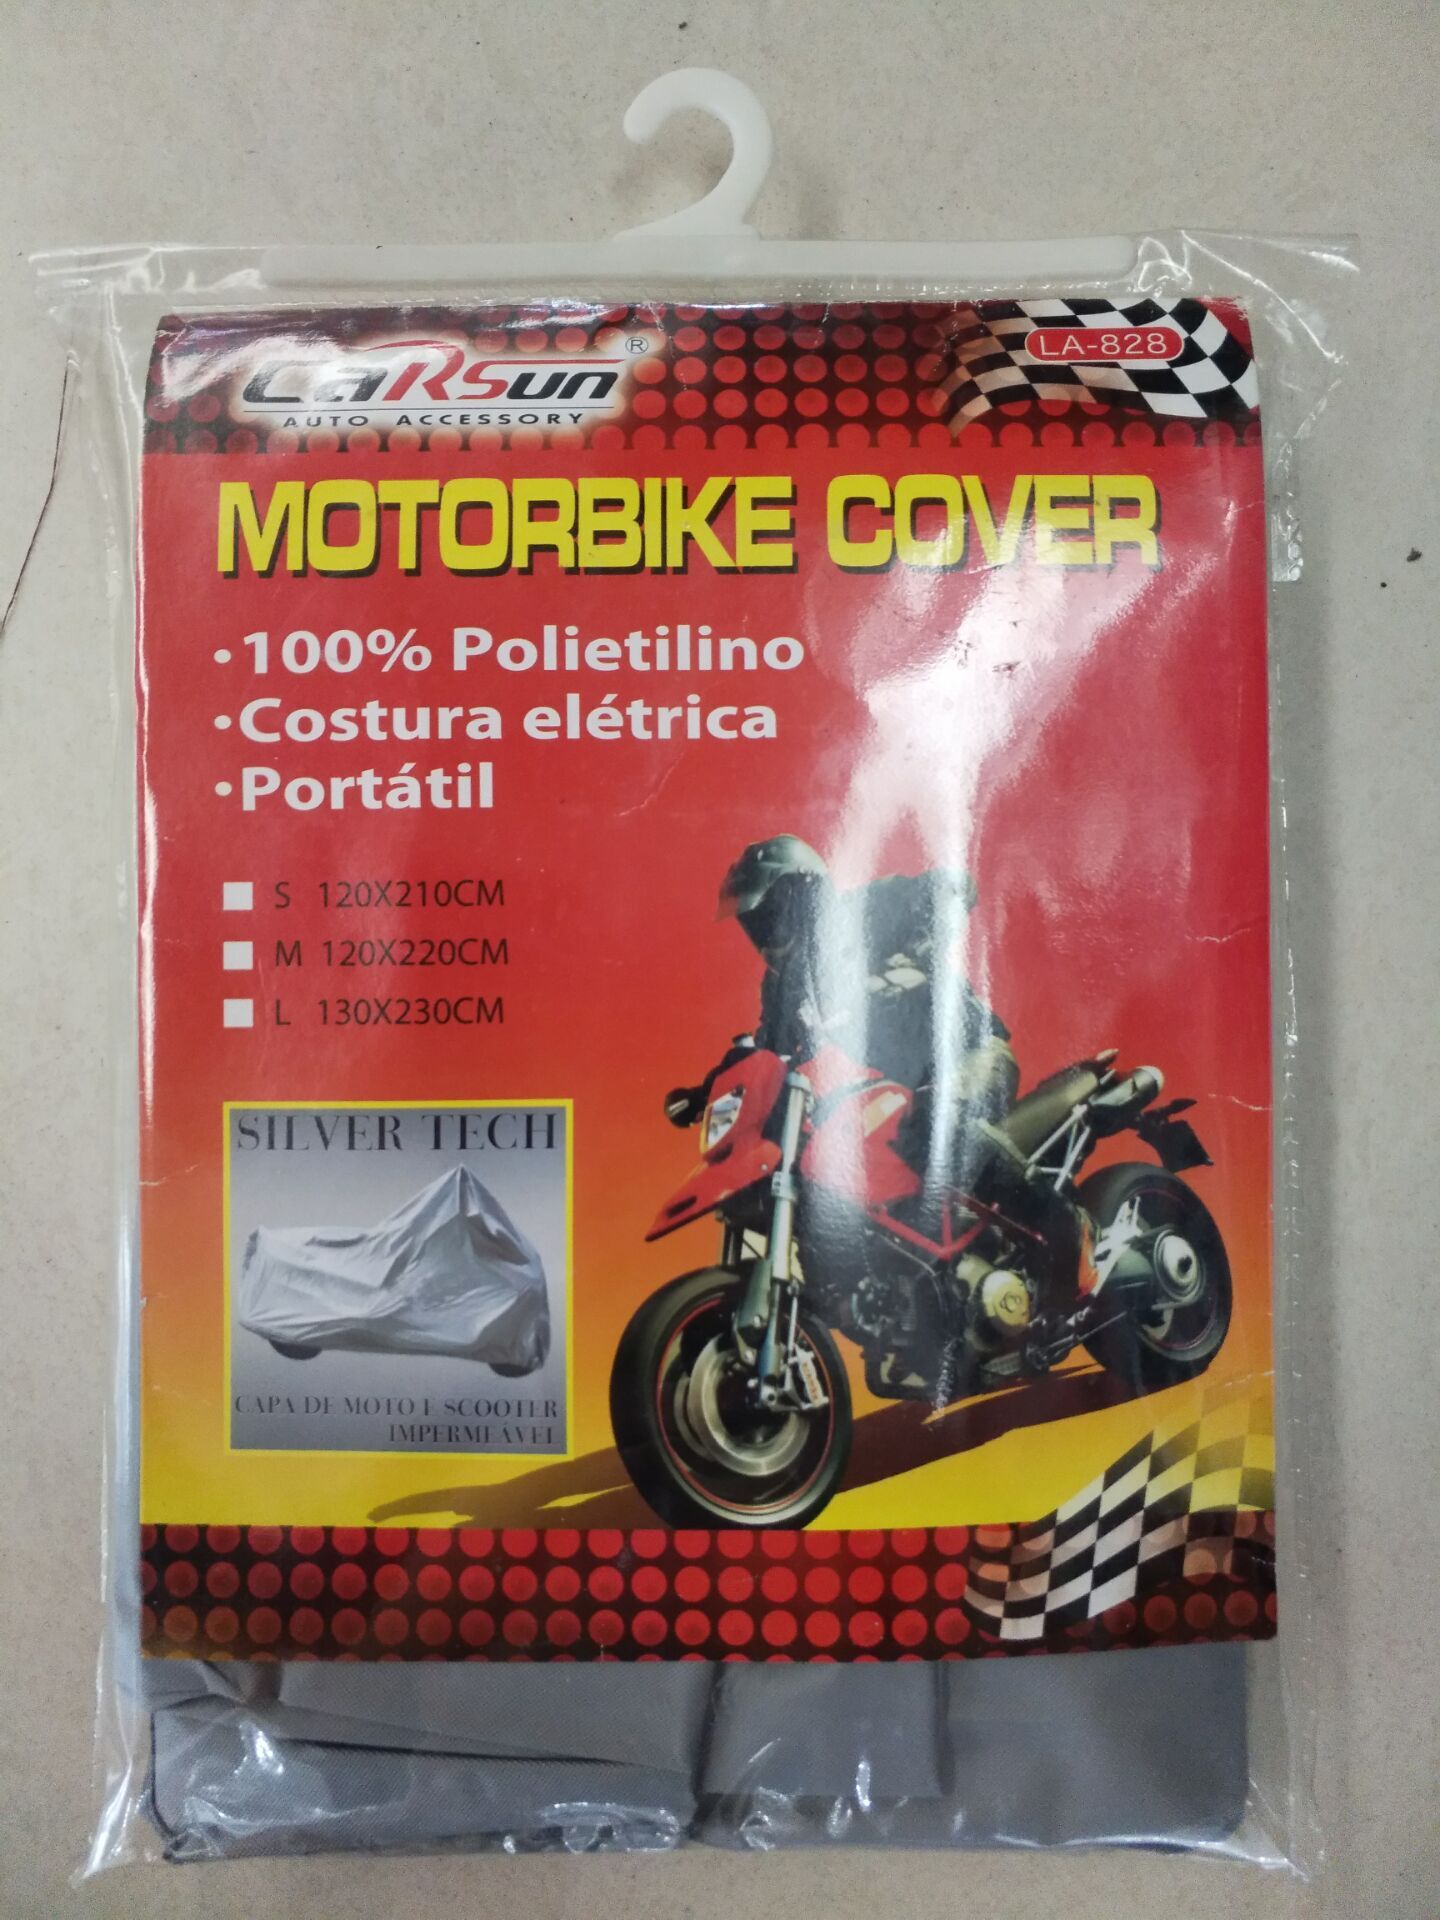 CaRSun ®
AUTO ACCESSORY
LA-828
MOTORBIKE COVER
•100% Polietilino
•Costura elétrica
•Portátil
S 120X210CM
M 120X220CM
L 130X230CM
SILVER TECH
CAPA DE MOTO E SCOOTER
IMPERMEÁVEL